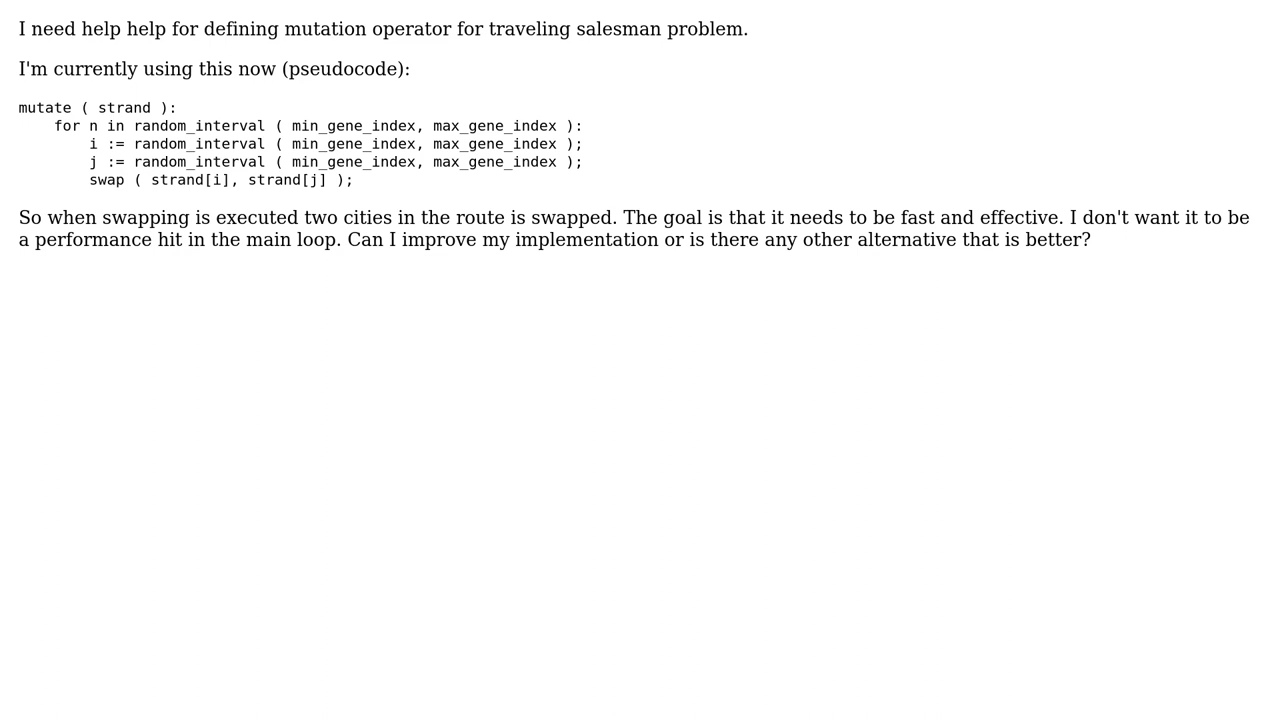 I need help help for defining mutation operator for traveling salesman problem.
I'm currently using this now (pseudocode):
mutate ( strand ):
    for n in random_interval ( min_gene_index, max_gene_index ):
        i := random_interval ( min_gene_index, max_gene_index );
        j := random_interval ( min_gene_index, max_gene_index );
        swap ( strand[i], strand[j] );
So when swapping is executed two cities in the route is swapped. The goal is that it needs to be fast and effective. I don't want it to be
a performance hit in the main loop. Can I improve my implementation or is there any other alternative that is better?